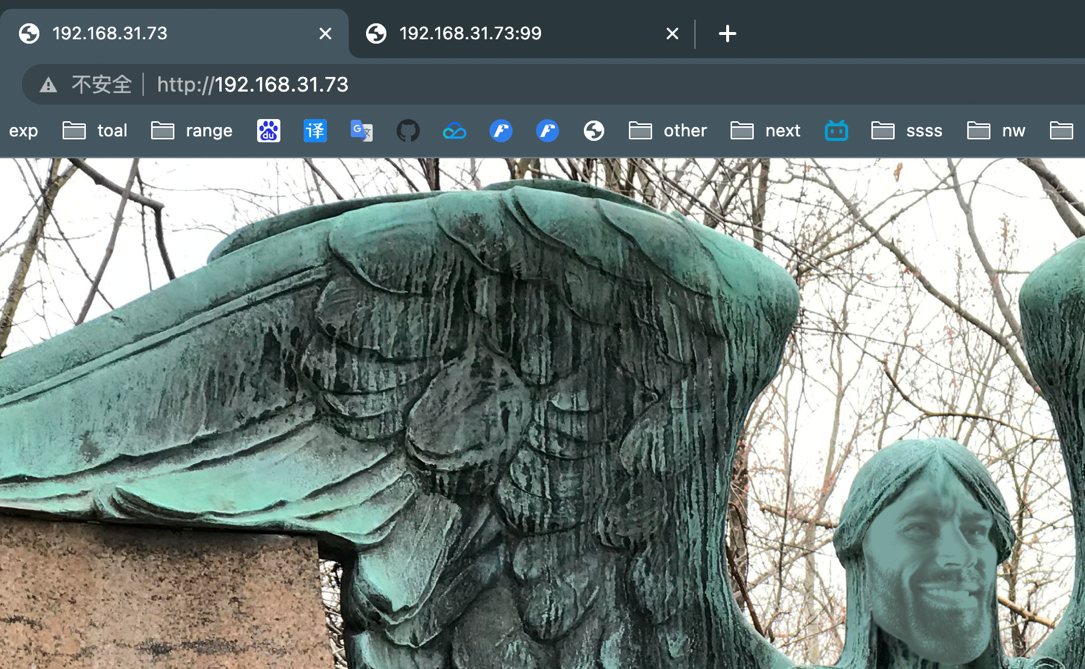 192.168.31.73
192.168.31.73:99
不安全 http://192.168.31.73
exp toal range du 译 G other next ssss nw